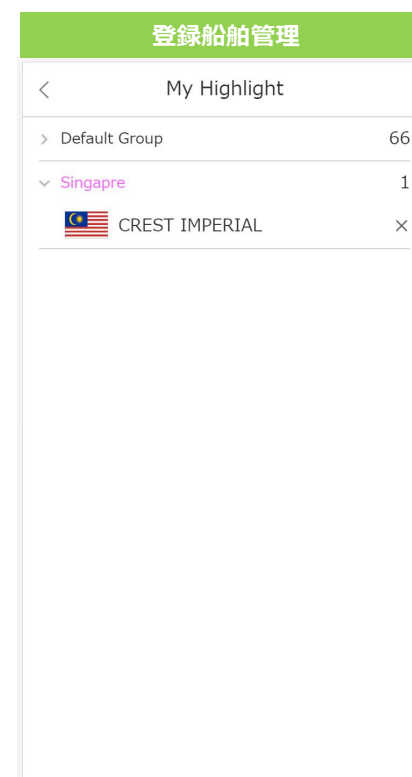 登録船舶管理
My Highlight
Default Group 66
Singapre 1
CREST IMPERIAL ×